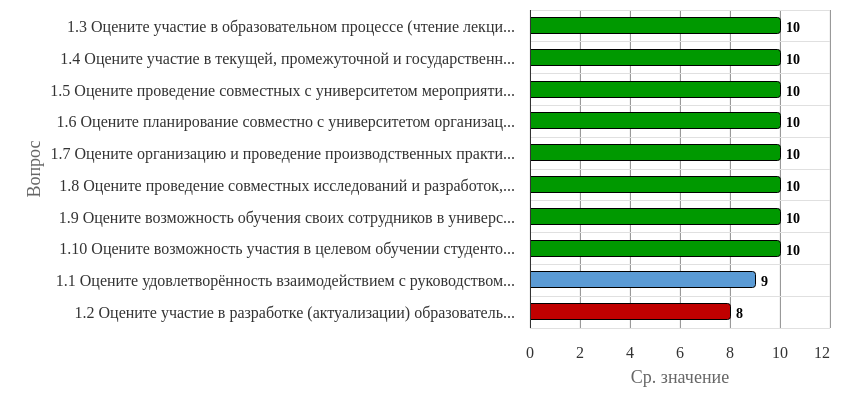 1.3 Оцените участие в образовательном процессе (чтение лекци... 10
1.4 Оцените участие в текущей, промежуточной и государственн... 10
1.5 Оцените проведение совместных с университетом мероприяти... 10
1.6 Оцените планирование совместно с университетом организац... 10
1.7 Оцените организацию и проведение производственных практи... 10
1.8 Оцените проведение совместных исследований и разработок,... 10
1.9 Оцените возможность обучения своих сотрудников в универс... 10
1.10 Оцените возможность участия в целевом обучении студенто... 10
1.1 Оцените удовлетворённость взаимодействием с руководством... 9
1.2 Оцените участие в разработке (актуализации) образователь... 8
Вопрос
0 2 4 6 8 10 12
Ср. значение